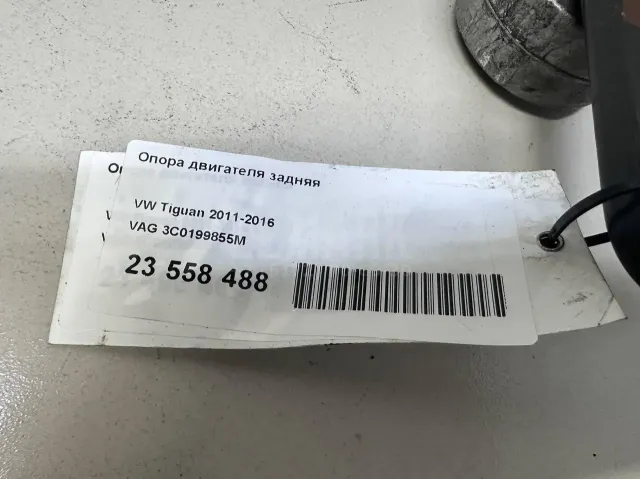 Опора двигателя задняя
VW Tiguan 2011-2016
VAG 3C0199855M
23 558 488